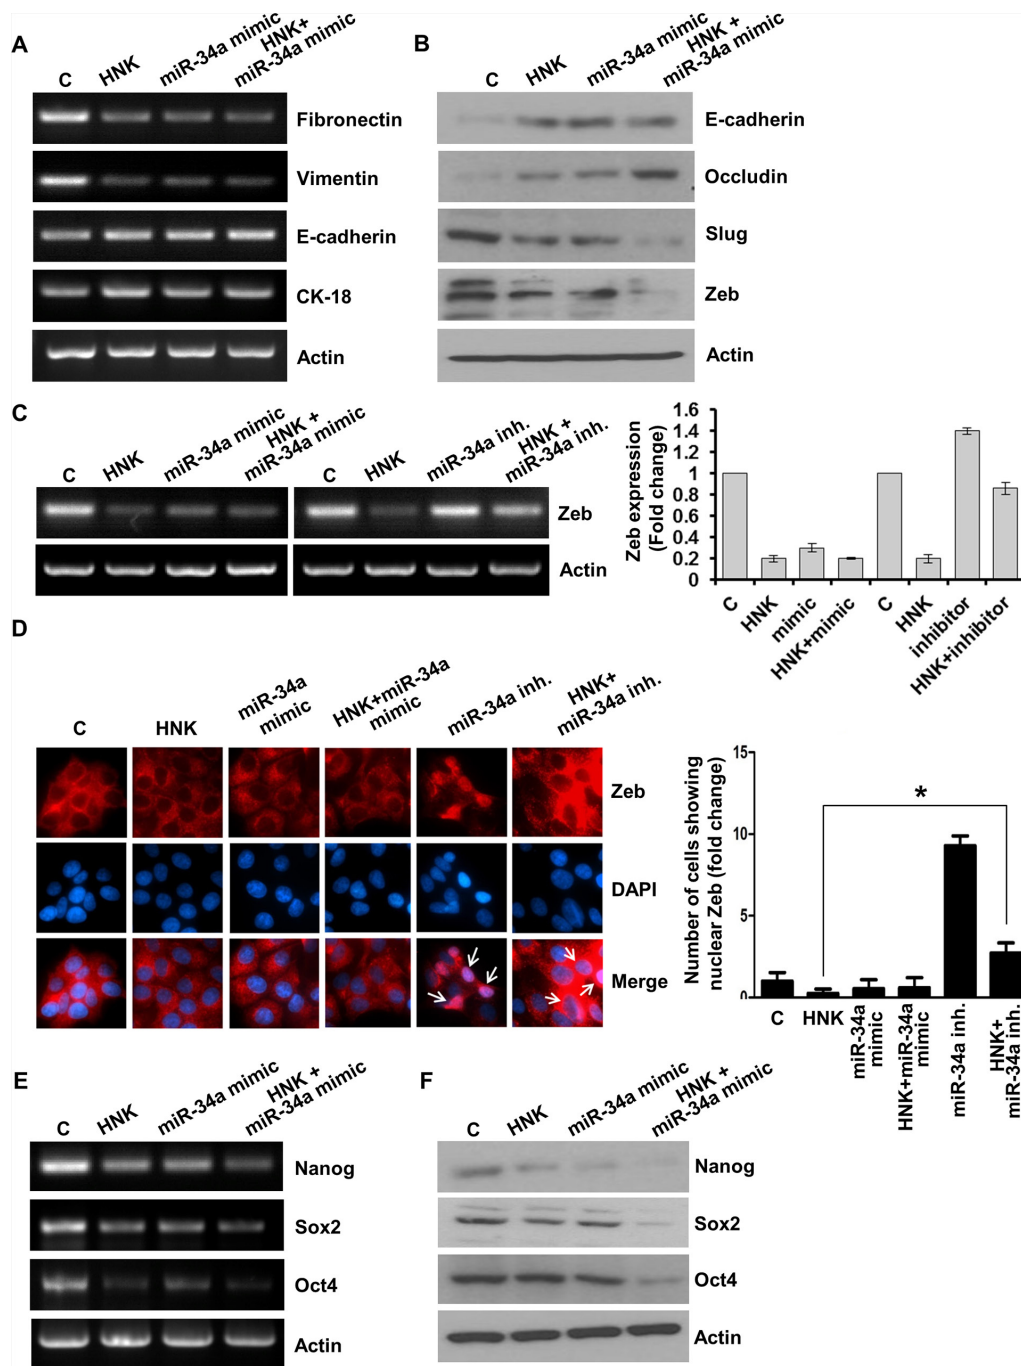 A
C
HNK
miR-34a mimic
HNK+
miR-34a mimic
Fibronectin
Vimentin
E-cadherin
CK-18
Actin
B
C
HNK
miR-34a mimic
HNK +
miR-34a mimic
E-cadherin
Occludin
Slug
Zeb
Actin
C
C
HNK
miR-34a mimic
HNK +
miR-34a mimic
C
HNK
miR-34a inh.
HNK +
miR-34a inh.
Zeb
Actin
Zeb expression
(Fold change)
1.6
1.4
1.2
1
0.8
0.6
0.4
0.2
0
C
HNK
mimic
HNK+mimic
C
HNK
inhibitor
HNK+inhibitor
D
C
HNK
miR-34a
mimic
HNK+miR-34a
mimic
miR-34a inh.
HNK+
miR-34a inh.
Zeb
DAPI
Merge
Number of cells showing
nuclear Zeb (fold change)
15
10
5
0
*
C
HNK
miR-34a
mimic
HNK+miR-34a
mimic
miR-34a inh.
HNK+
miR-34a inh.
E
C
HNK
miR-34a mimic
HNK +
miR-34a mimic
Nanog
Sox2
Oct4
Actin
F
C
HNK
miR-34a mimic
HNK +
miR-34a mimic
Nanog
Sox2
Oct4
Actin